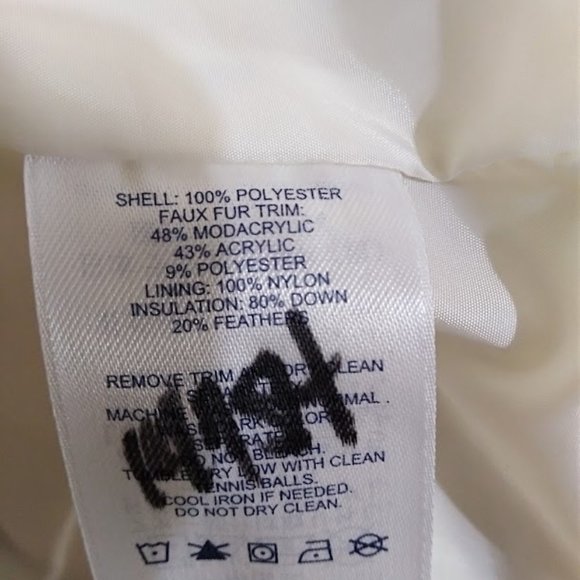 SHELL: 100% POLYESTER
FAUX FUR TRIM:
48% MODACRYLIC
43% ACRYLIC
9% POLYESTER
LINING: 100% NYLON
INSULATION: 80% DOWN
20% FEATHERS
REMOVE TRIM CLEAN
NORMAL.
DO NOT BLEACH.
DRY LOW WITH CLEAN
TENNIS BALLS.
COOL IRON IF NEEDED.
DO NOT DRY CLEAN.